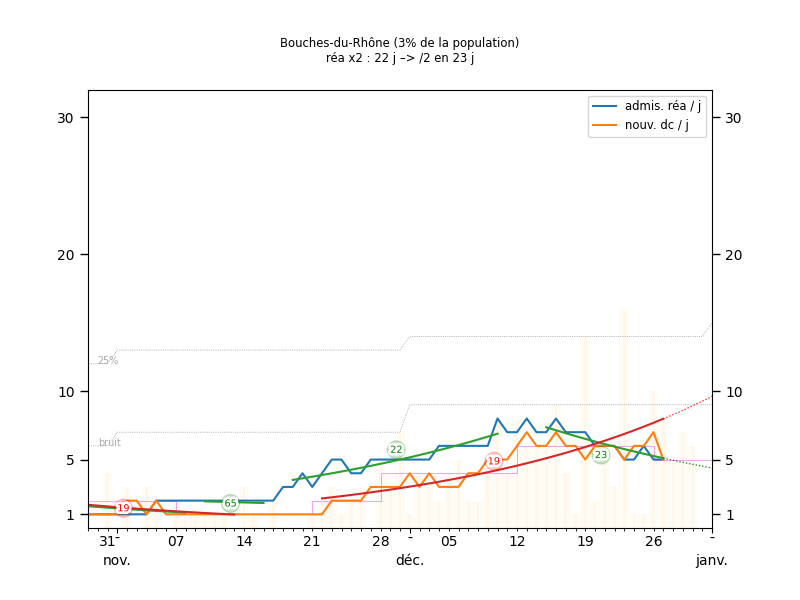 Bouches-du-Rhône (3% de la population)
réa x2 : 22 j –> /2 en 23 j
admis. réa / j
nouv. dc / j
30 30
20 20
25%
10 10
bruit
22
23
19
5 5
65
19
1 1
31 07 14 21 28 05 12 19 26
nov. déc. janv.